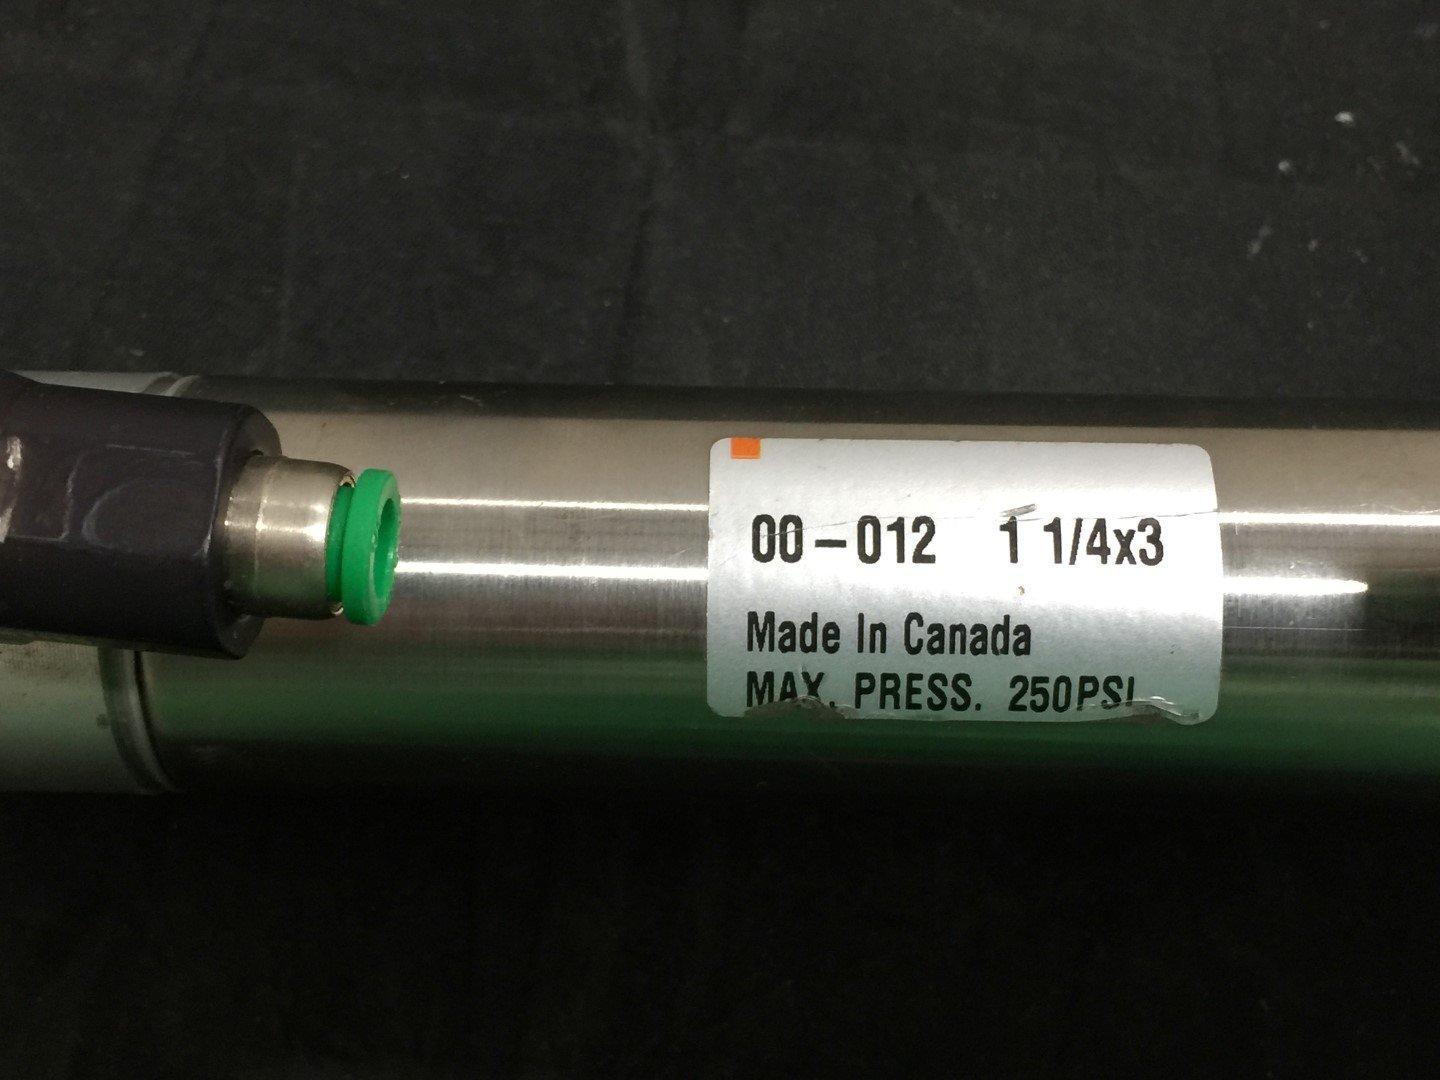 00-012 1 1/4x3
Made In Canada
MAX. PRESS. 250PSI